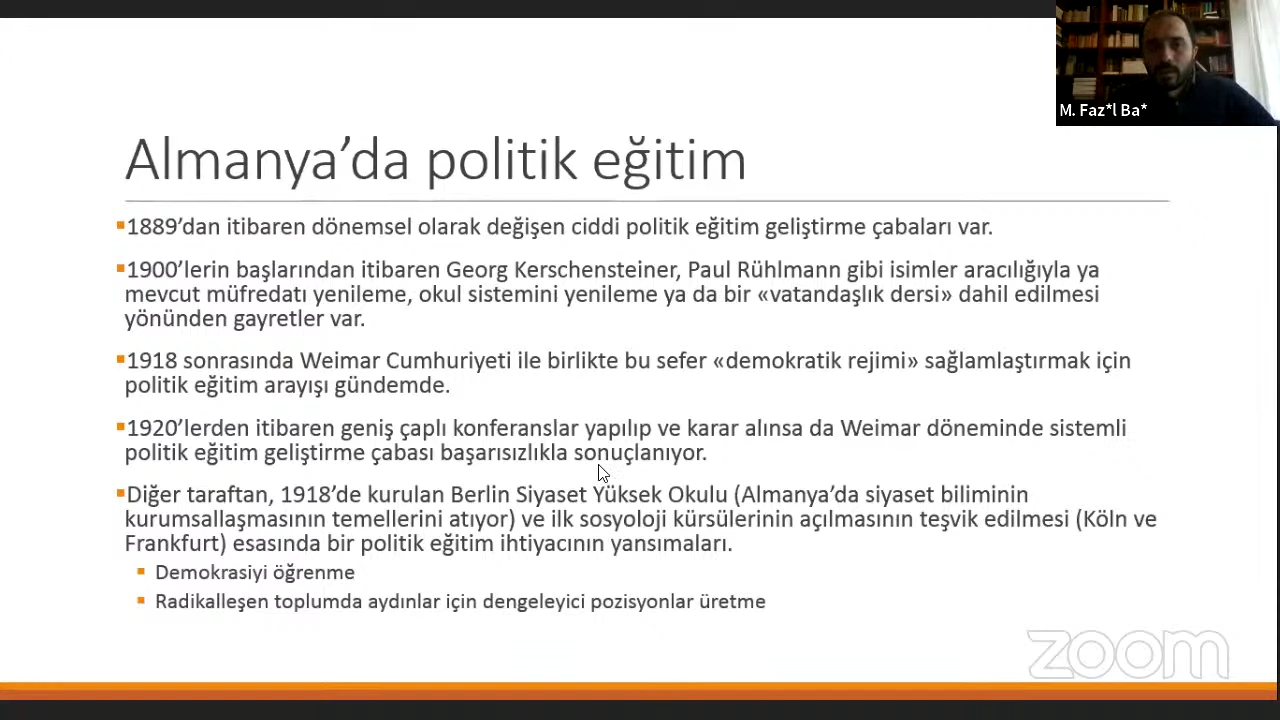 M. Faz*l Ba*
Almanya’da politik eğitim
▪1889’dan itibaren dönemsel olarak değişen ciddi politik eğitim geliştirme çabaları var.
▪1900’lerin başlarından itibaren Georg Kerschensteiner, Paul Rühlmann gibi isimler aracılığıyla ya
mevcut müfredatı yenileme, okul sistemini yenileme ya da bir «vatandaşlık dersi» dahil edilmesi
yönünden gayretler var.
▪1918 sonrasında Weimar Cumhuriyeti ile birlikte bu sefer «demokratik rejimi» sağlamlaştırmak için
politik eğitim arayışı gündemde.
▪1920’lerden itibaren geniş çaplı konferanslar yapılıp ve karar alınsa da Weimar döneminde sistemli
politik eğitim geliştirme çabası başarısızlıkla sonuçlanıyor.
▪Diğer taraftan, 1918’de kurulan Berlin Siyaset Yüksek Okulu (Almanya’da siyaset biliminin
kurumsallaşmasının temellerini atıyor) ve ilk sosyoloji kürsülerinin açılmasının teşvik edilmesi (Köln ve
Frankfurt) esasında bir politik eğitim ihtiyacının yansımaları.
▪ Demokrasiyi öğrenme
▪ Radikalleşen toplumda aydınlar için dengeleyici pozisyonlar üretme
zoom